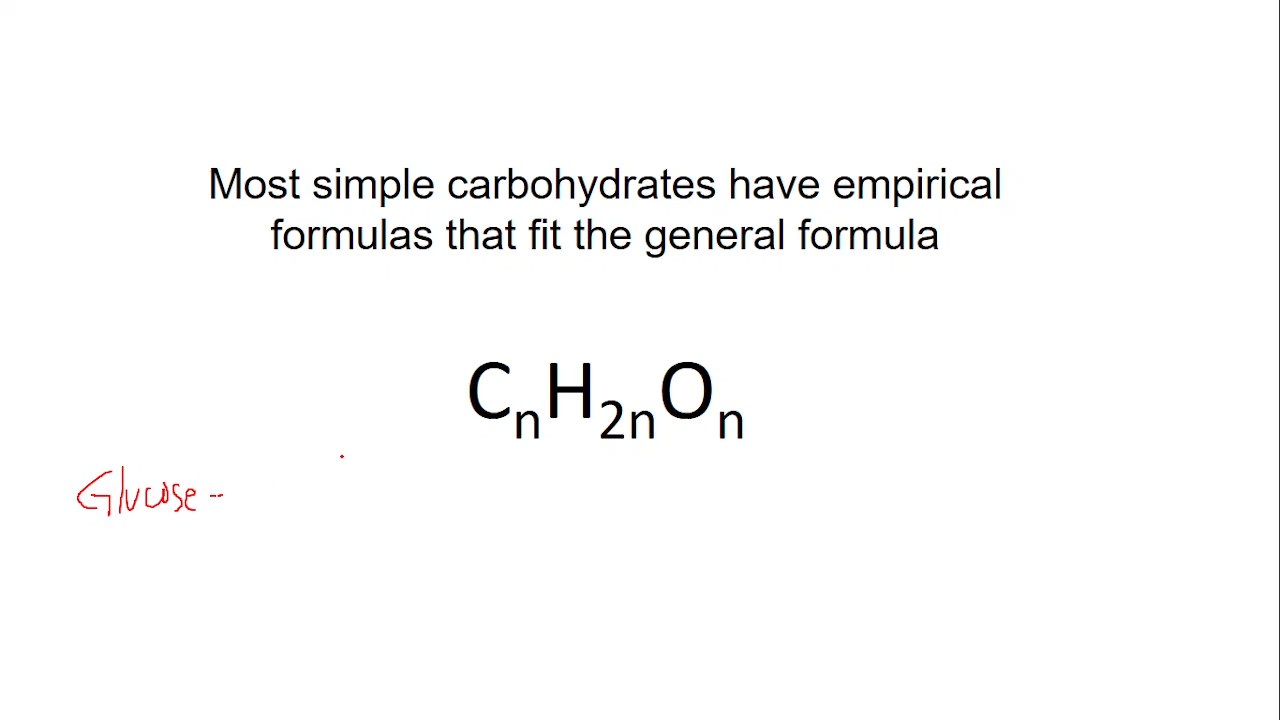 Most simple carbohydrates have empirical
formulas that fit the general formula
CnH2nOn
Glucose -